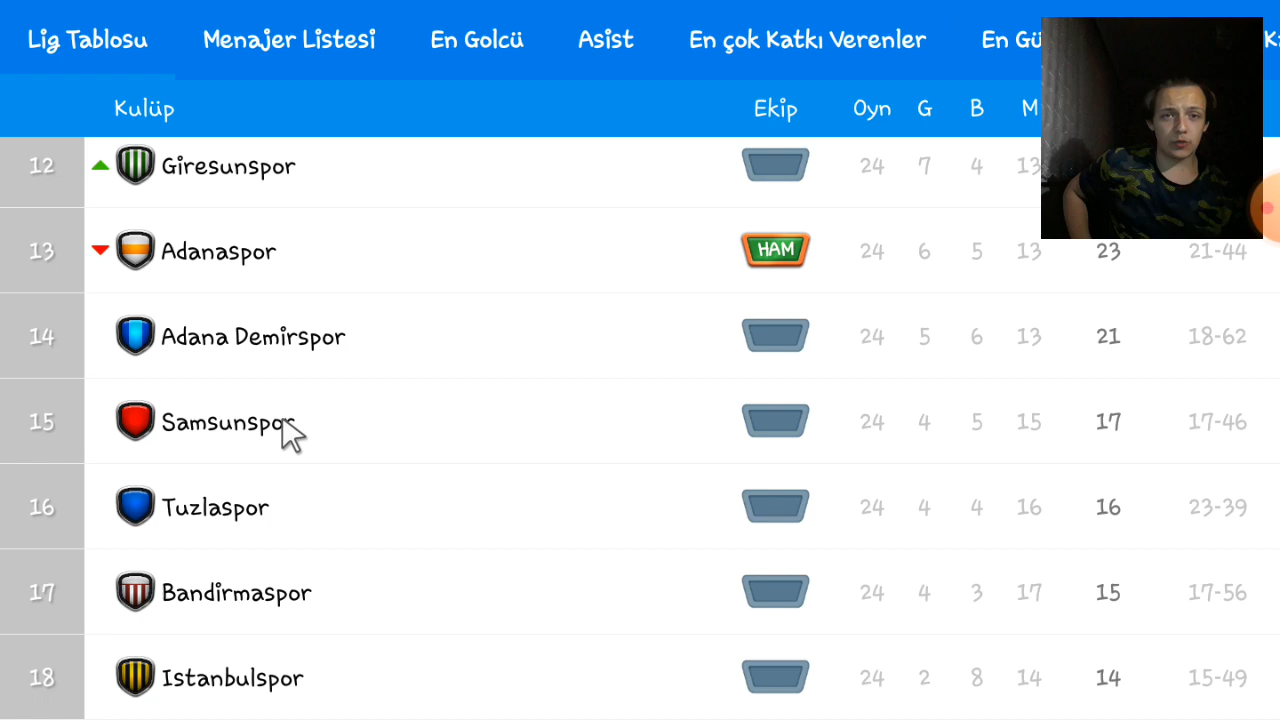 Lig Tablosu Menajer Listesi En Golcü Asist En çok Katkı Verenler En
Kulüp Ekip Oyn G B M
12 Giresunspor 24 7 4 13
13 Adanaspor HAM 24 6 5 13 23 21-44
14 Adana Demirspor 24 5 6 13 21 18-62
15 Samsunspor 24 4 5 15 17 17-46
16 Tuzlaspor 24 4 4 16 16 23-39
17 Bandirmaspor 24 4 3 17 15 17-56
18 Istanbulspor 24 2 8 14 14 15-49